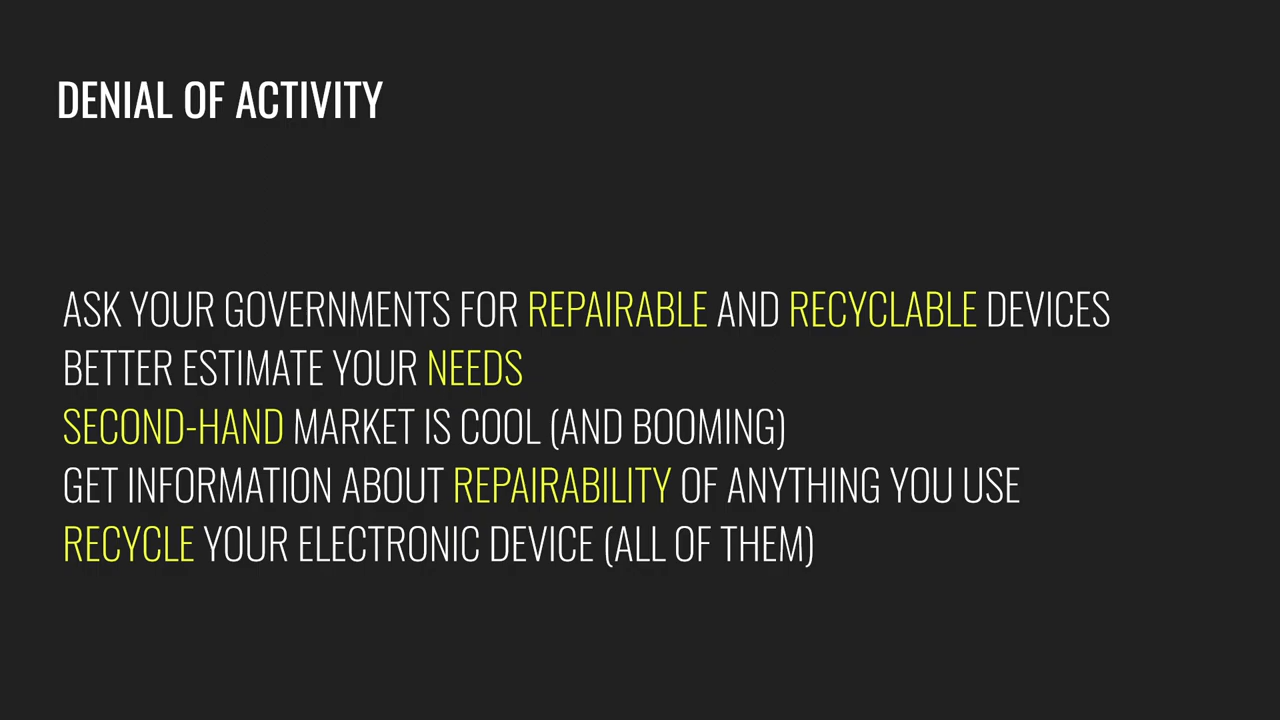 DENIAL OF ACTIVITY
ASK YOUR GOVERNMENTS FOR REPAIRABLE AND RECYCLABLE DEVICES
BETTER ESTIMATE YOUR NEEDS
SECOND-HAND MARKET IS COOL (AND BOOMING)
GET INFORMATION ABOUT REPAIRABILITY OF ANYTHING YOU USE
RECYCLE YOUR ELECTRONIC DEVICE (ALL OF THEM)